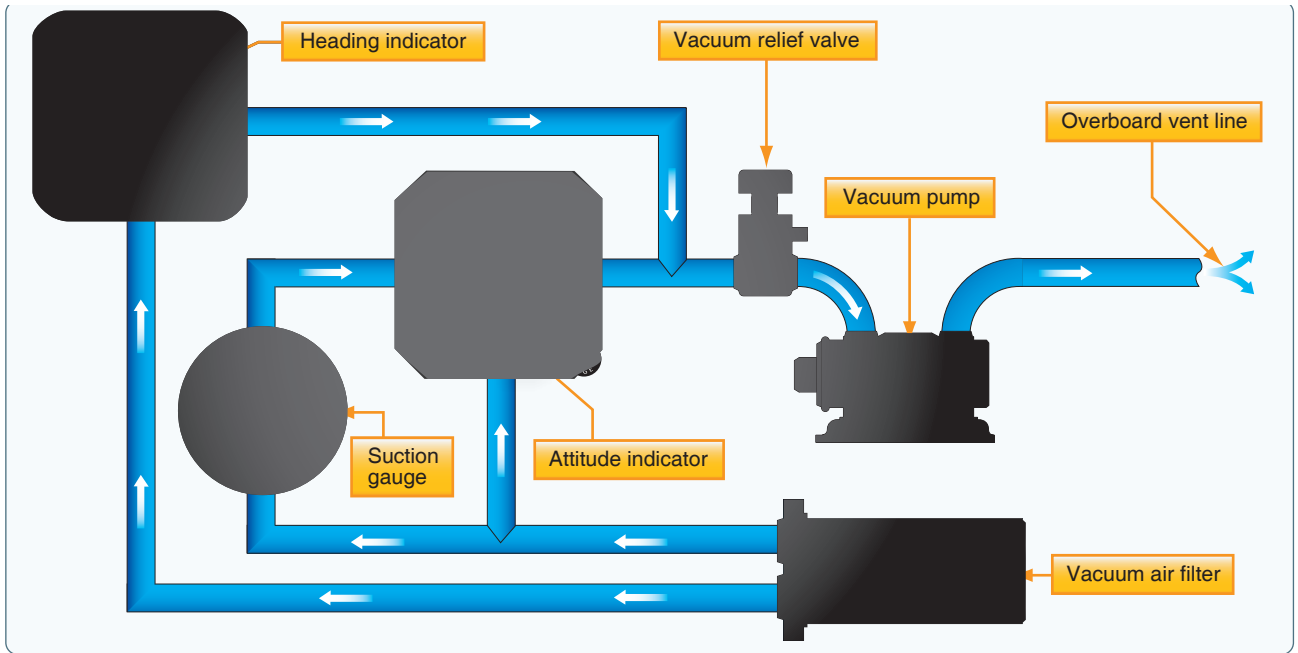 Heading indicator
Vacuum relief valve
Overboard vent line
Vacuum pump
Suction
gauge
Attitude indicator
Vacuum air filter